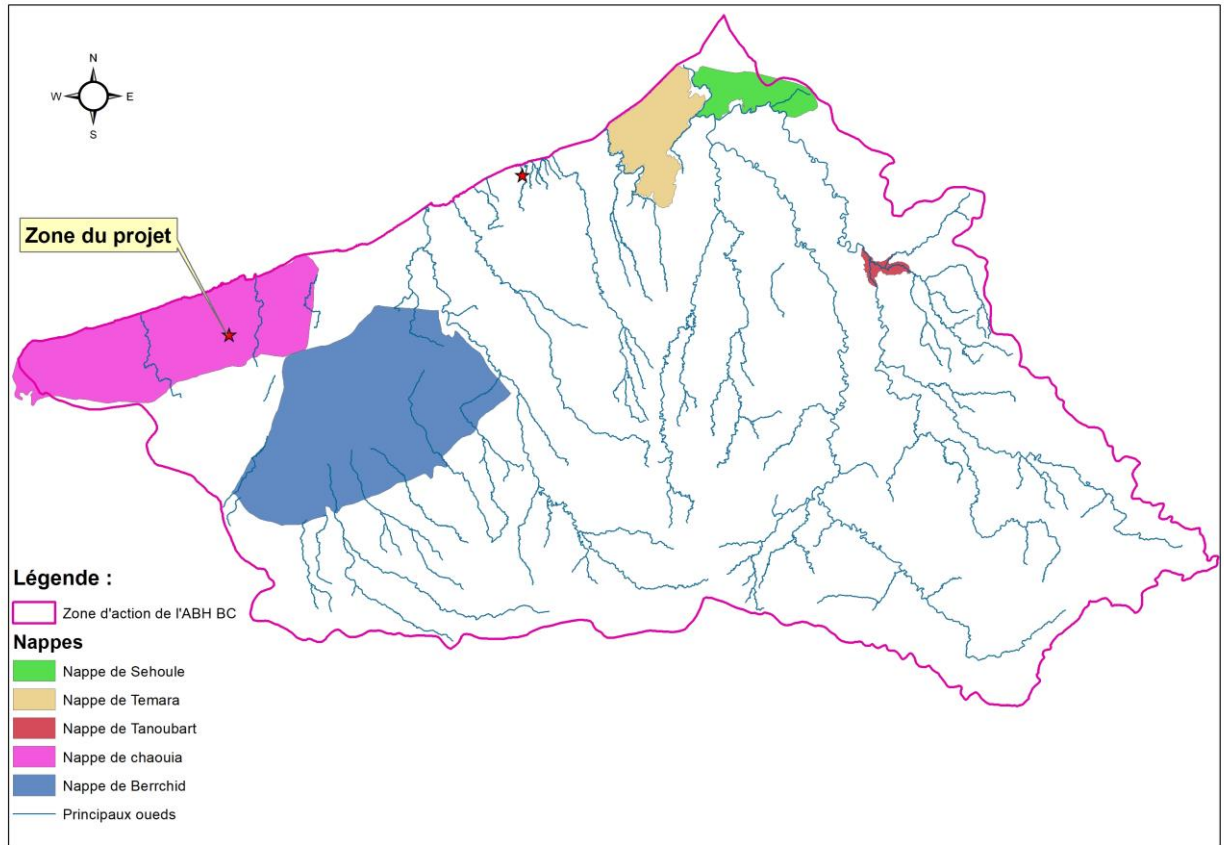 N
W
E
S
Zone du projet
Légende :
Zone d'action de l'ABH BC
Nappes
Nappe de Sehoule
Nappe de Temara
Nappe de Tanoubart
Nappe de chaouia
Nappe de Berrchid
Principaux oueds